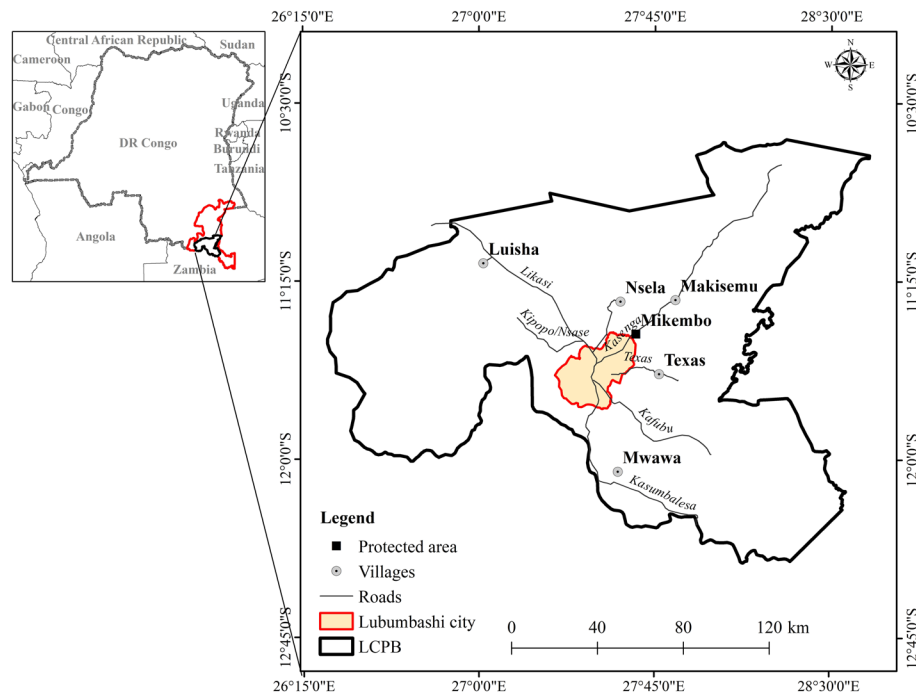 26°15'0"E
27°0'0"E
27°45'0"E
28°30'0"E
Central African Republic
Sudan
Cameroon
Gabon
Congo
Uganda
DR Congo
Rwanda
Burundi
Tanzania
Angola
Zambia
N
W
E
S
10°30'0"S
10°30'0"S
11°15'0"S
11°15'0"S
12°0'0"S
12°0'0"S
12°45'0"S
12°45'0"S
Luisha
Likasi
Nsela
Makisemu
Kipopo/Nsase
Kasenga
Mikembo
Texas
Texas
Kafubu
Mwawa
Kasumbalesa
Legend
Protected area
Villages
Roads
Lubumbashi city
LCPB
0
40
80
120 km
26°15'0"E
27°0'0"E
27°45'0"E
28°30'0"E